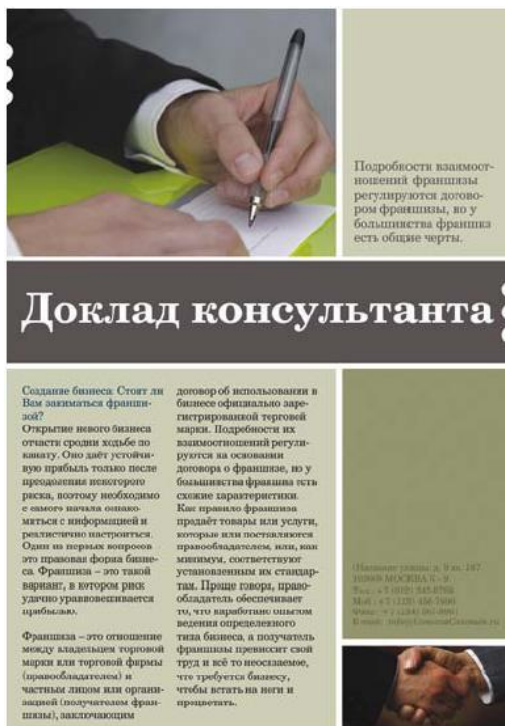 Подробности взаимоот-
ношений франшизы
регулируются догово-
ром франшизы, но у
большинства франшиз
есть общие черты.
Доклад консультанта
Создание бизнеса: Стоит ли
Вам заниматься франши-
зой?
Открытие нового бизнеса
отчасти сродни ходьбе по
канату. Оно даёт устойчи-
вую прибыль только после
преодоления некоторого
риска, поэтому необходимо
с самого начала ознако-
миться с информацией и
реалистично настроиться.
Один из первых вопросов
это правовая форма бизне-
са. Франшиза – это такой
вариант, в котором риск
удачно уравновешивается
прибылью.
Франшиза – это отношение
между владельцем торговой
марки или торговой фирмы
(правообладателем) и
частным лицом или органи-
зацией (получателем фран-
шизы), заключающим
договор об использовании в
бизнесе официально заре-
гистрированной торговой
марки. Подробности их
взаимоотношений регули-
руются на основании
договора о франшизе, но у
большинства франшиз есть
схожие характеристики.
Как правило франшиза
продаёт товары или услуги,
которые или поставляются
правообладателем, или, как
минимум, соответствуют
установленным им стандар-
там. Проще говоря, право-
обладатель обеспечивает
то, что наработано опытом
ведения определенного
типа бизнеса, а получатель
франшизы привносит свой
труд и всё то неосязаемое,
что требуется бизнесу,
чтобы встать на ноги и
процветать.
МОСКВА